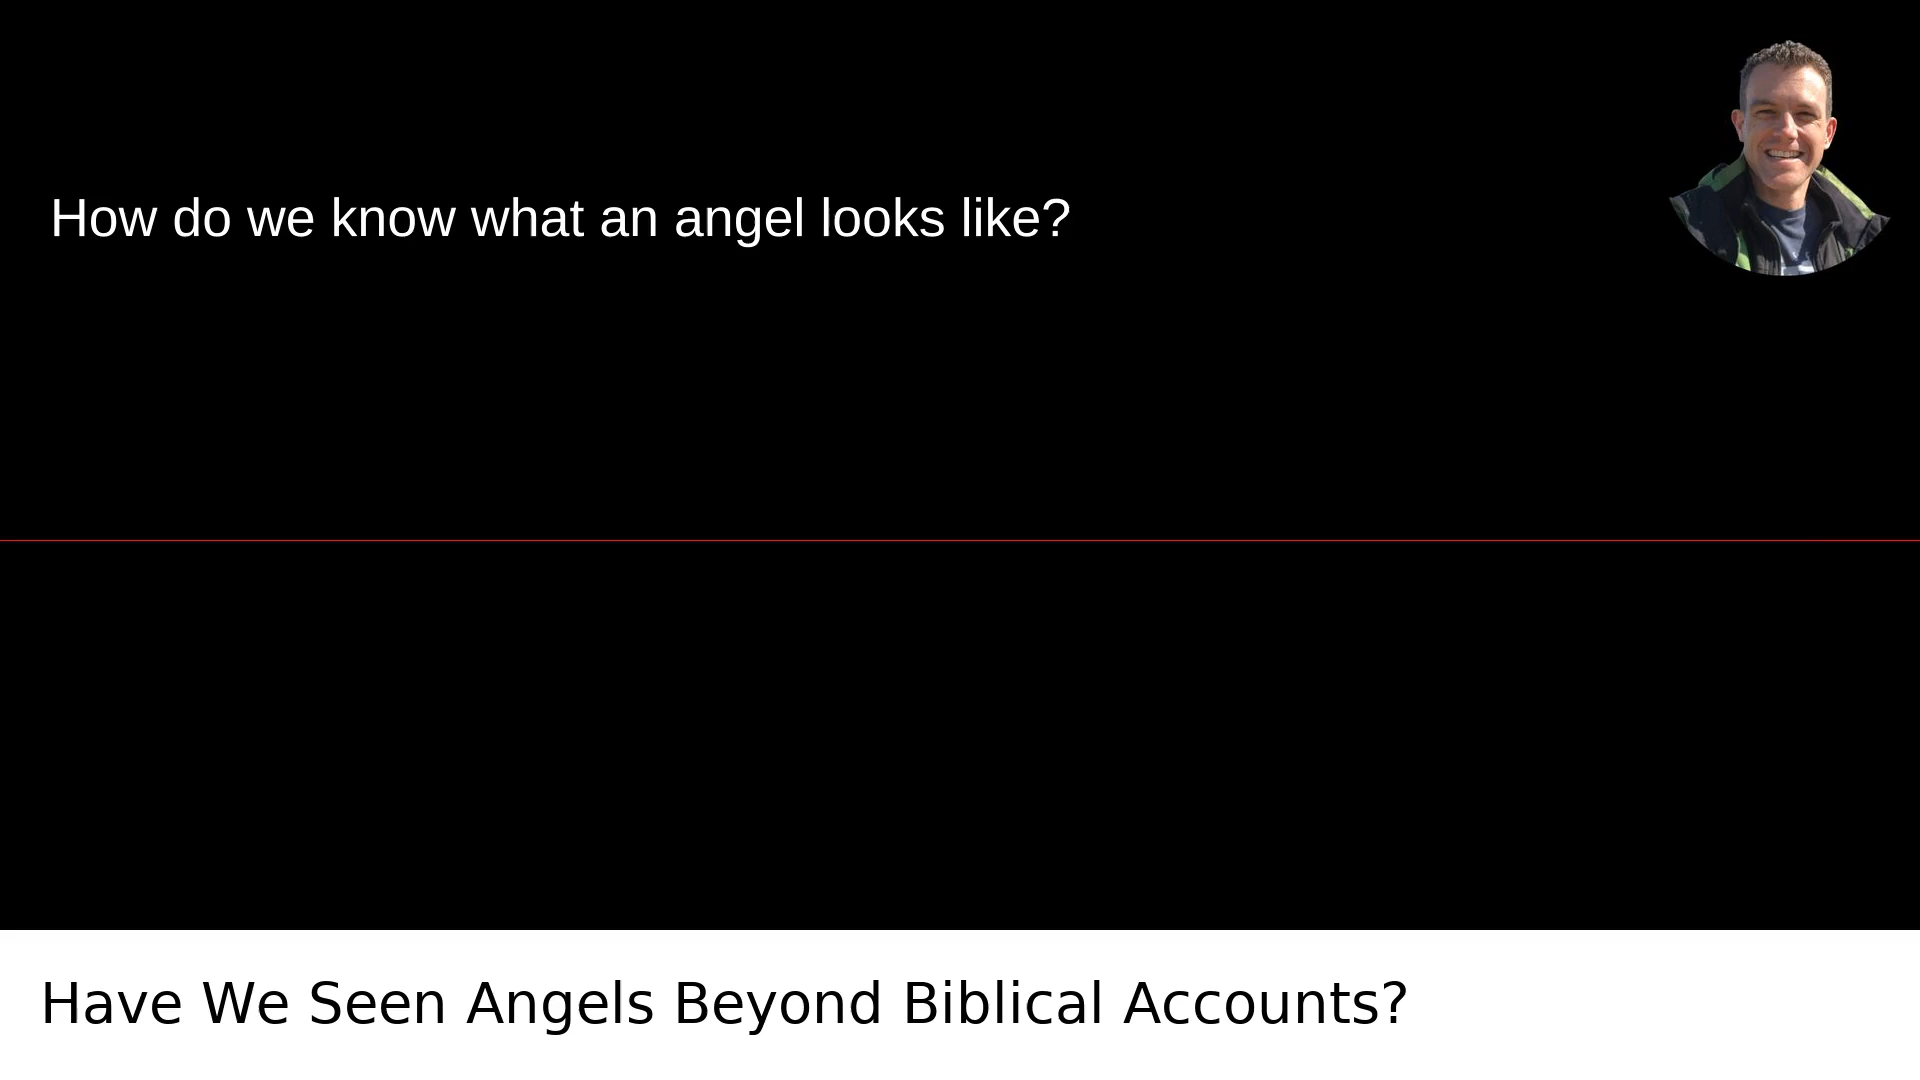 How do we know what an angel looks like?
Have We Seen Angels Beyond Biblical Accounts?